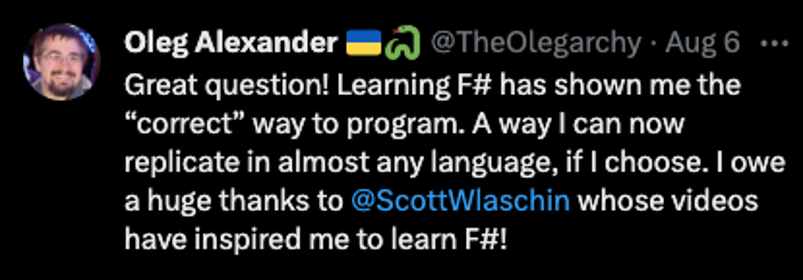 Oleg Alexander 🇺🇦🐍 @TheOlegarchy · Aug 6 ···
Great question! Learning F# has shown me the
“correct” way to program. A way I can now
replicate in almost any language, if I choose. I owe
a huge thanks to @ScottWlaschin whose videos
have inspired me to learn F#!